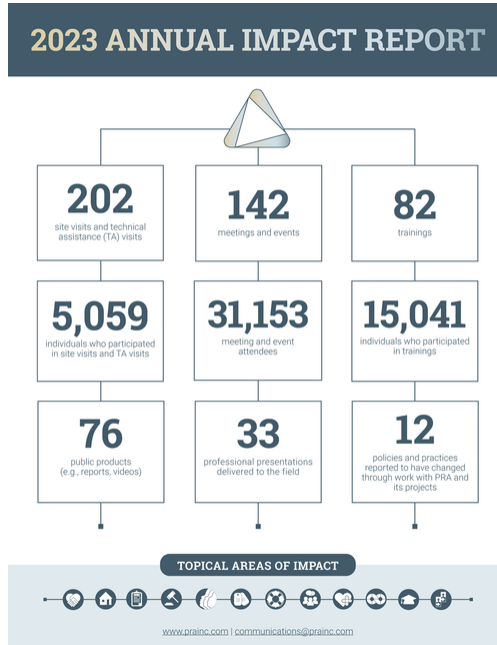 2023 ANNUAL IMPACT REPORT
202
site visits and technical
assistance (TA) visits
142
meetings and events
82
trainings
5,059
individuals who participated
in site visits and TA visits
31,153
meeting and event
attendees
15,041
individuals who participated
in trainings
76
public products
(e.g., reports, videos)
33
professional presentations
delivered to the field
12
policies and practices
reported to have changed
through work with PRA and
its projects
TOPICAL AREAS OF IMPACT
www.prainc.com | communications@prainc.com